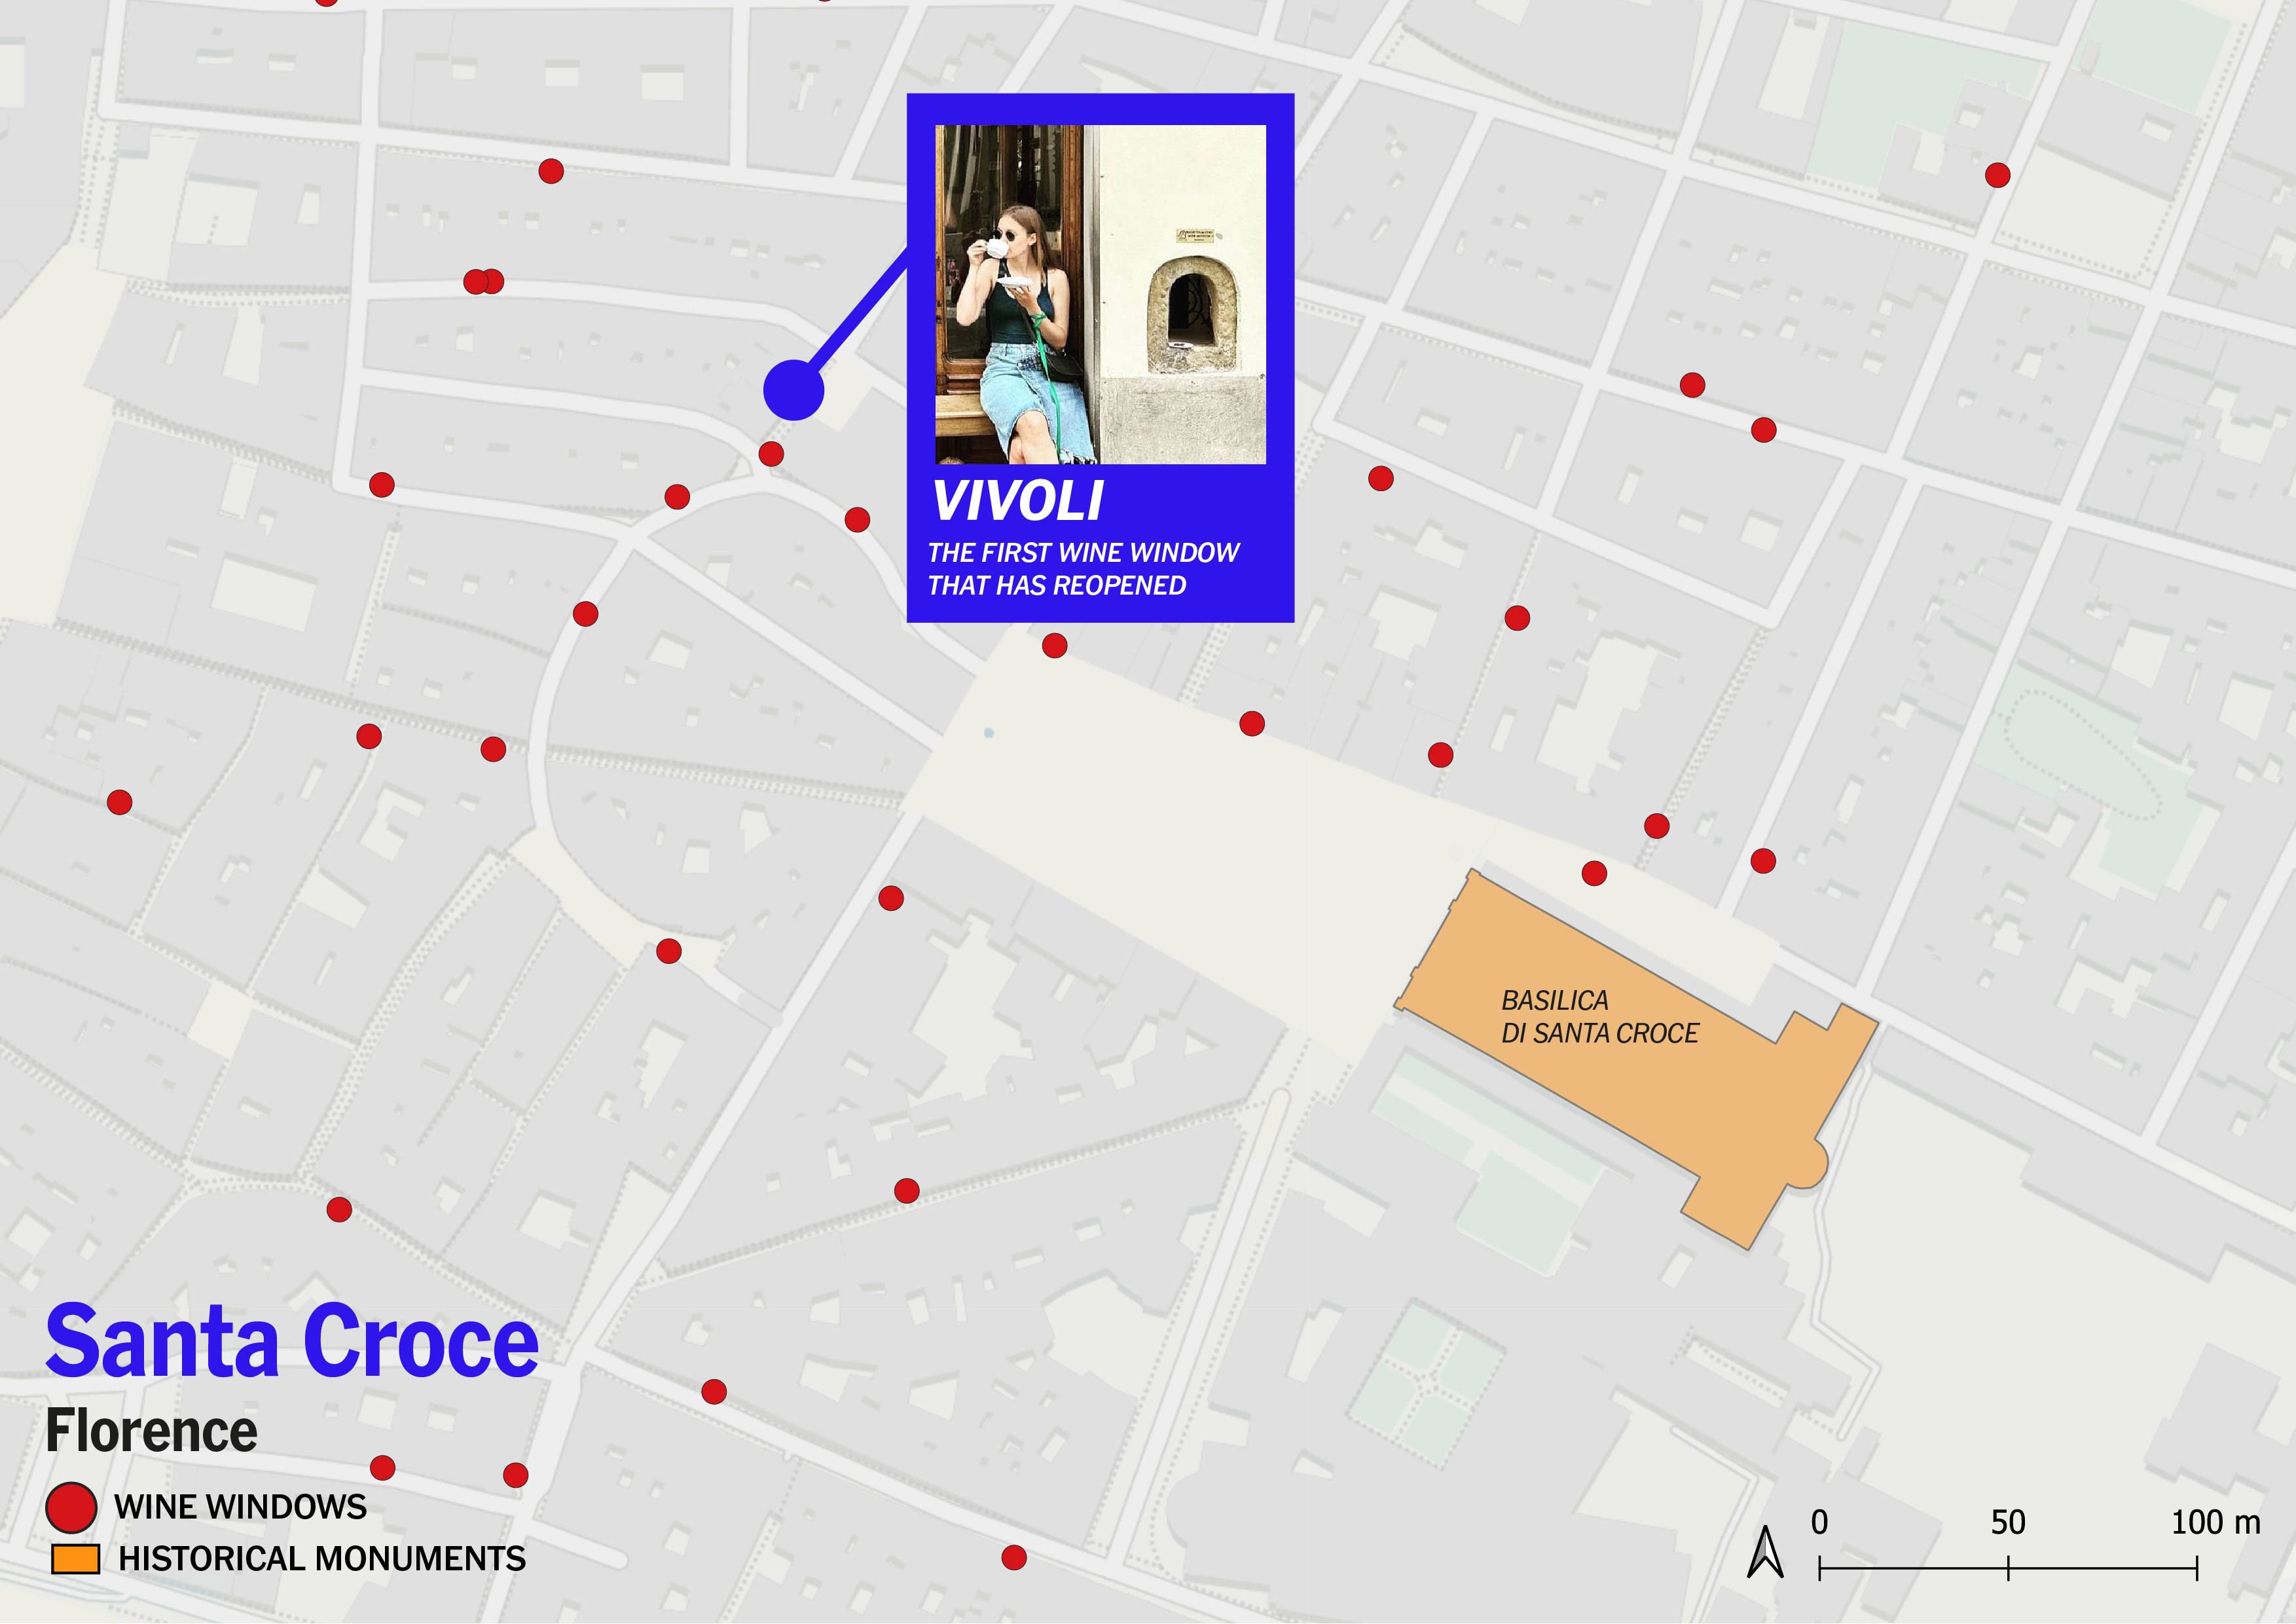 VIVOLI
THE FIRST WINE WINDOW
THAT HAS REOPENED
BASILICA
DI SANTA CROCE
Santa Croce
Florence
WINE WINDOWS
HISTORICAL MONUMENTS
0 50 100 m